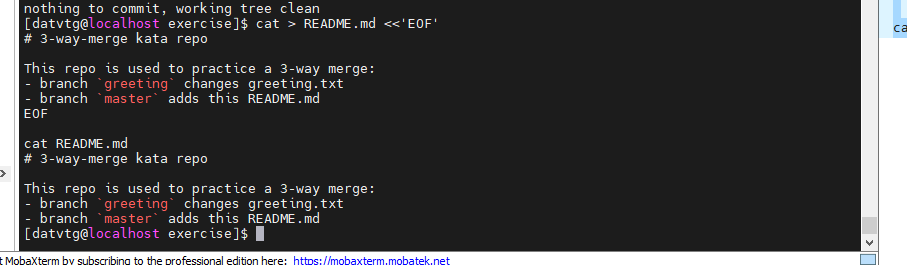 nothing to commit, working tree clean
[datvtg@localhost exercise]$ cat > README.md <<'EOF'
# 3-way-merge kata repo

This repo is used to practice a 3-way merge:
- branch `greeting` changes greeting.txt
- branch `master` adds this README.md
EOF

cat README.md
# 3-way-merge kata repo

This repo is used to practice a 3-way merge:
- branch `greeting` changes greeting.txt
- branch `master` adds this README.md
[datvtg@localhost exercise]$
ca
t MobaXterm by subscribing to the professional edition here: https://mobaxterm.mobatek.net